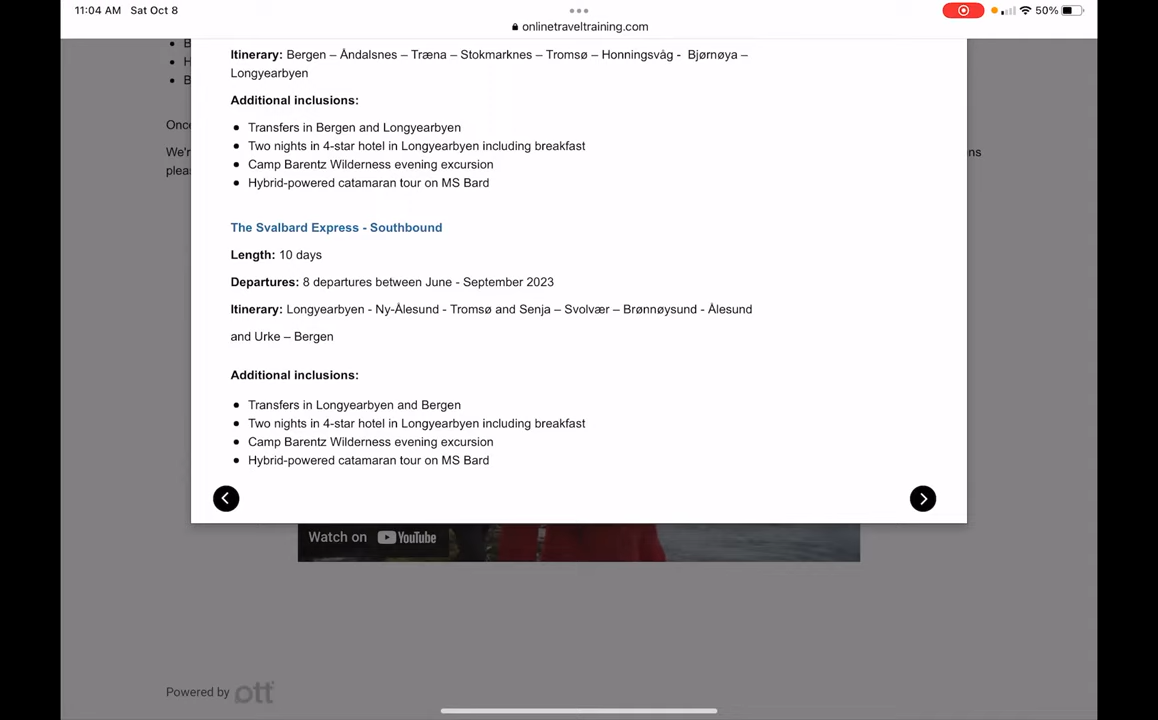 11:04 AM Sat Oct 8
50%
onlinetraveltraining.com
B
Itinerary: Bergen – Åndalsnes – Træna – Stokmarknes – Tromsø – Honningsvåg - Bjørnøya –
H
Longyearbyen
B
Additional inclusions:
Once
Transfers in Bergen and Longyearbyen
Two nights in 4-star hotel in Longyearbyen including breakfast
We're
ns
Camp Barentz Wilderness evening excursion
plea
Hybrid-powered catamaran tour on MS Bard
The Svalbard Express - Southbound
Length: 10 days
Departures: 8 departures between June - September 2023
Itinerary: Longyearbyen - Ny-Ålesund - Tromsø and Senja – Svolvær – Brønnøysund - Ålesund
and Urke – Bergen
Additional inclusions:
Transfers in Longyearbyen and Bergen
Two nights in 4-star hotel in Longyearbyen including breakfast
Camp Barentz Wilderness evening excursion
Hybrid-powered catamaran tour on MS Bard
Watch on YouTube
Powered by ott